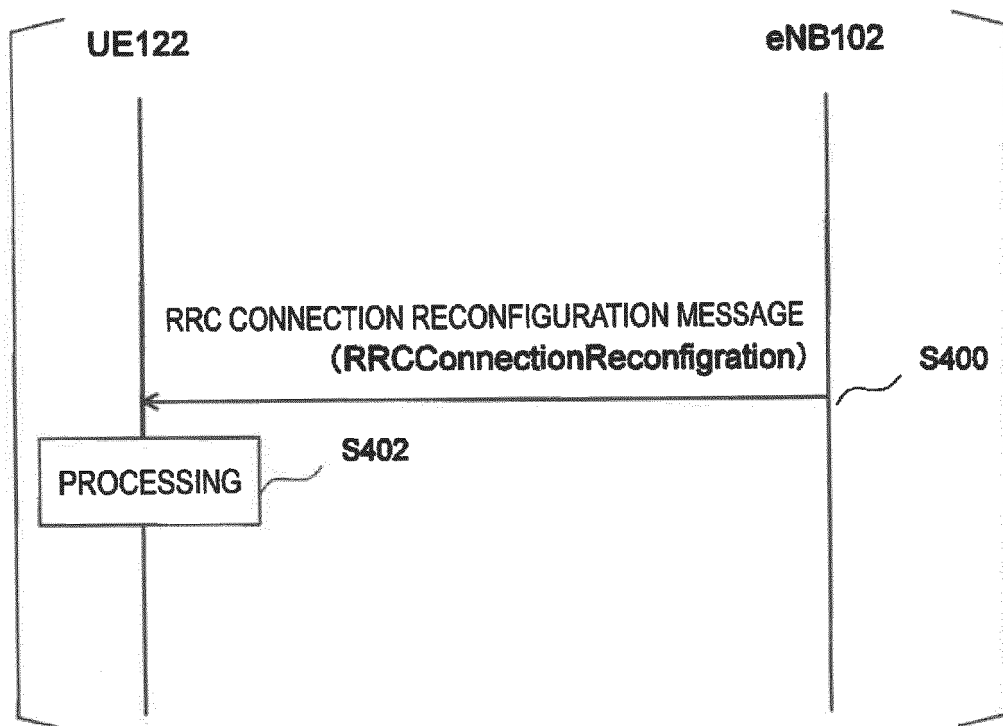 UE122
eNB102
RRC CONNECTION RECONFIGURATION MESSAGE
(RRCConnectionReconfigration)
S400
S402
PROCESSING